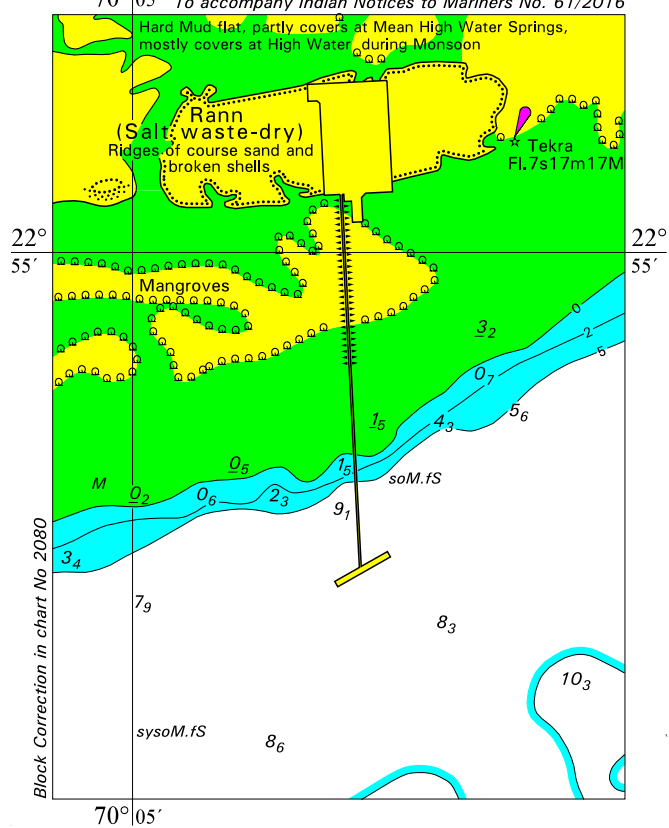 70° 05′ To accompany Indian Notices to Mariners No. 61/2016
Hard Mud flat, partly covers at Mean High Water Springs,
mostly covers at High Water during Monsoon
Rann
(Salt waste-dry)
Ridges of course sand and
broken shells
Tekra
Fl.7s17m17M
22°
55′
22°
55′
Mangroves
3₂
0
2
5
0₇
5₆
4₃
1₅
soM.fS
1₅
0₅
M
0₂
0₆
2₃
9₁
3₄
7₉
8₃
10₃
sysoM.fS
8₆
Block Correction in chart No 2080
70° 05′